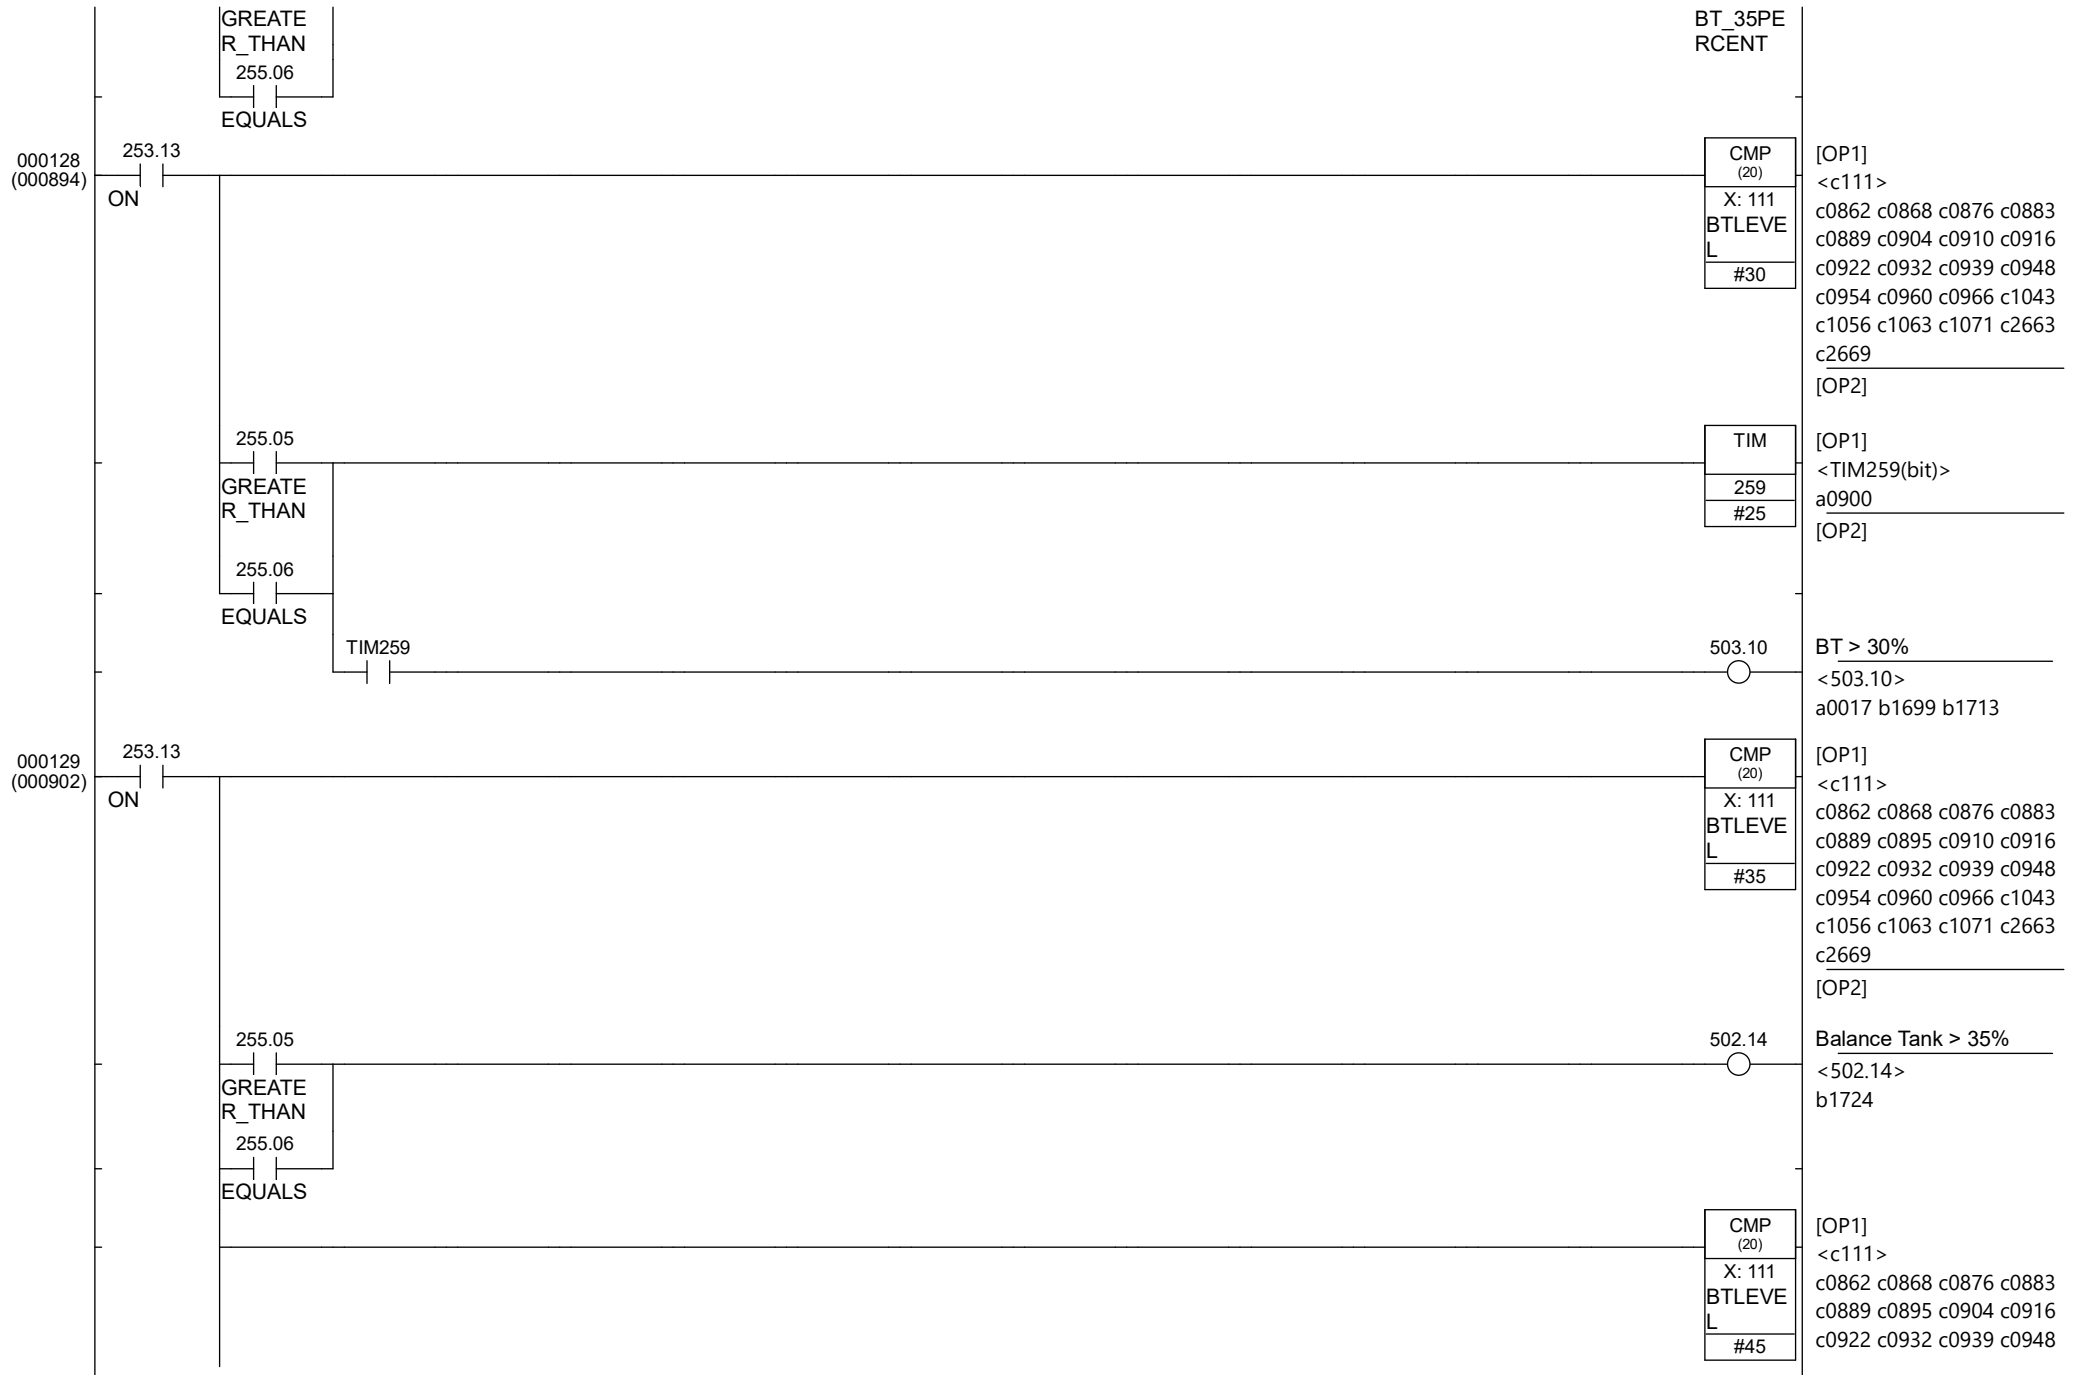 GREATE
R_THAN
255.06
EQUALS
BT_35PE
RCENT
000128
(000894)
253.13
ON
CMP
(20)
X: 111
BTLEVE
L
#30
[OP1]
<c111>
c0862 c0868 c0876 c0883
c0889 c0904 c0910 c0916
c0922 c0932 c0939 c0948
c0954 c0960 c0966 c1043
c1056 c1063 c1071 c2663
c2669
[OP2]
255.05
GREATE
R_THAN
TIM
259
#25
[OP1]
<TIM259(bit)>
a0900
[OP2]
255.06
EQUALS
TIM259
503.10
BT > 30%
<503.10>
a0017 b1699 b1713
000129
(000902)
253.13
ON
CMP
(20)
X: 111
BTLEVE
L
#35
[OP1]
<c111>
c0862 c0868 c0876 c0883
c0889 c0895 c0910 c0916
c0922 c0932 c0939 c0948
c0954 c0960 c0966 c1043
c1056 c1063 c1071 c2663
c2669
[OP2]
255.05
GREATE
R_THAN
502.14
Balance Tank > 35%
<502.14>
b1724
255.06
EQUALS
CMP
(20)
X: 111
BTLEVE
L
#45
[OP1]
<c111>
c0862 c0868 c0876 c0883
c0889 c0895 c0904 c0916
c0922 c0932 c0939 c0948